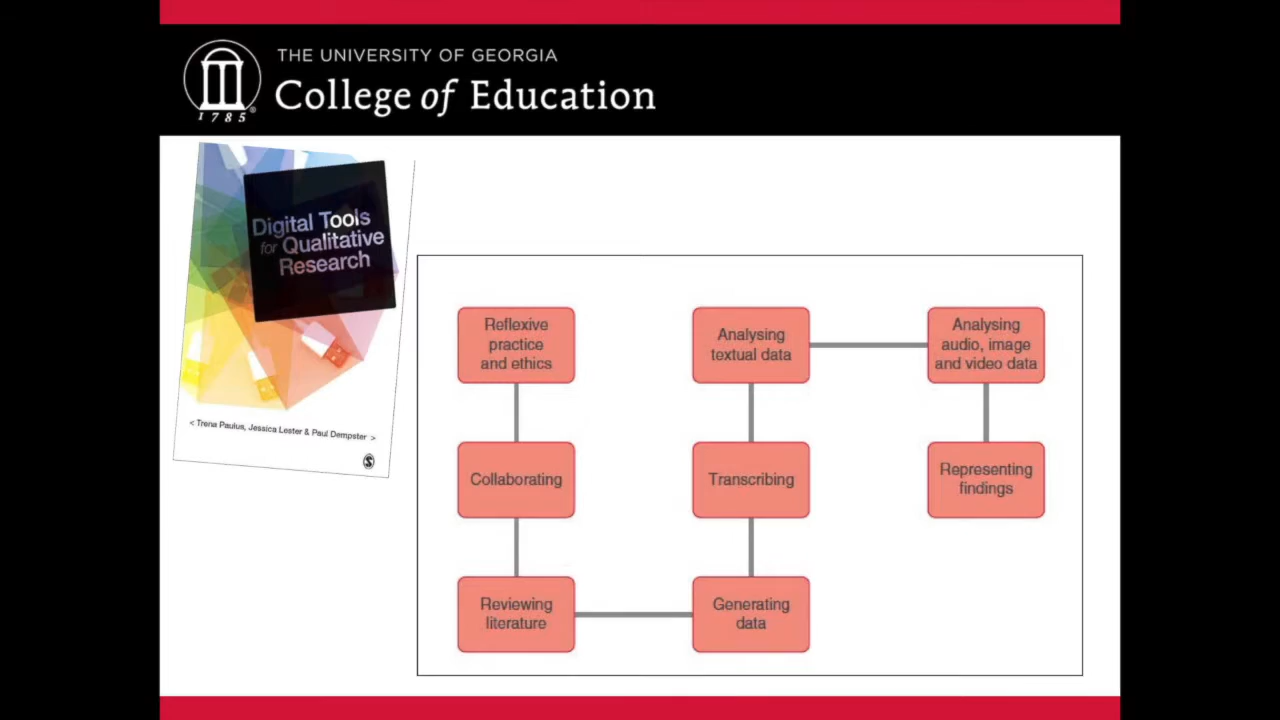 THE UNIVERSITY OF GEORGIA
College of Education
1785
Digital Tools
for Qualitative
Research
< Trena Paulus, Jessica Lester & Paul Dempster >
Reflexive
practice
and ethics
Collaborating
Reviewing
literature
Generating
data
Transcribing
Analysing
textual data
Analysing
audio, image
and video data
Representing
findings